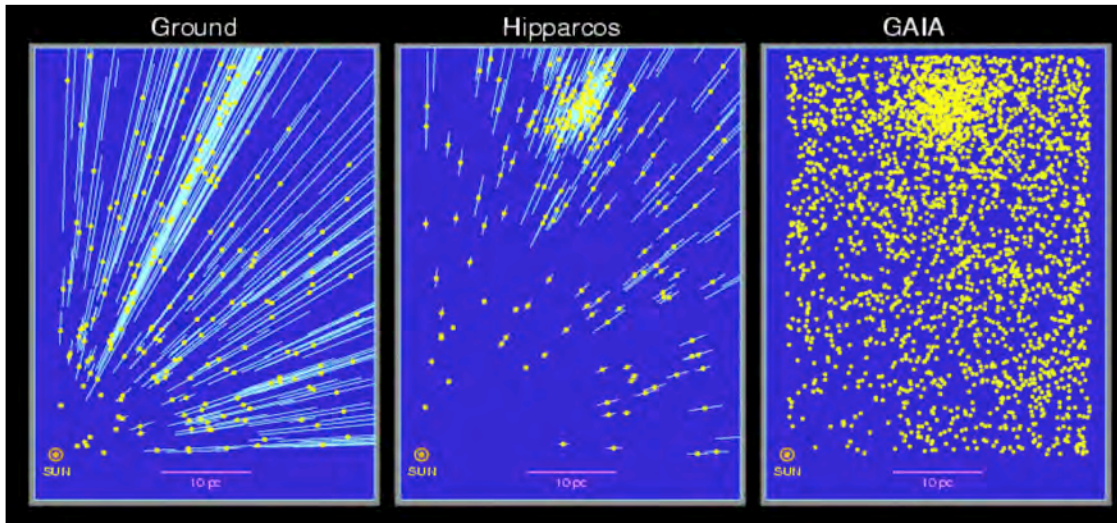 Ground
Hipparcos
GAIA
SUN
10 pc
SUN
10 pc
SUN
10 pc